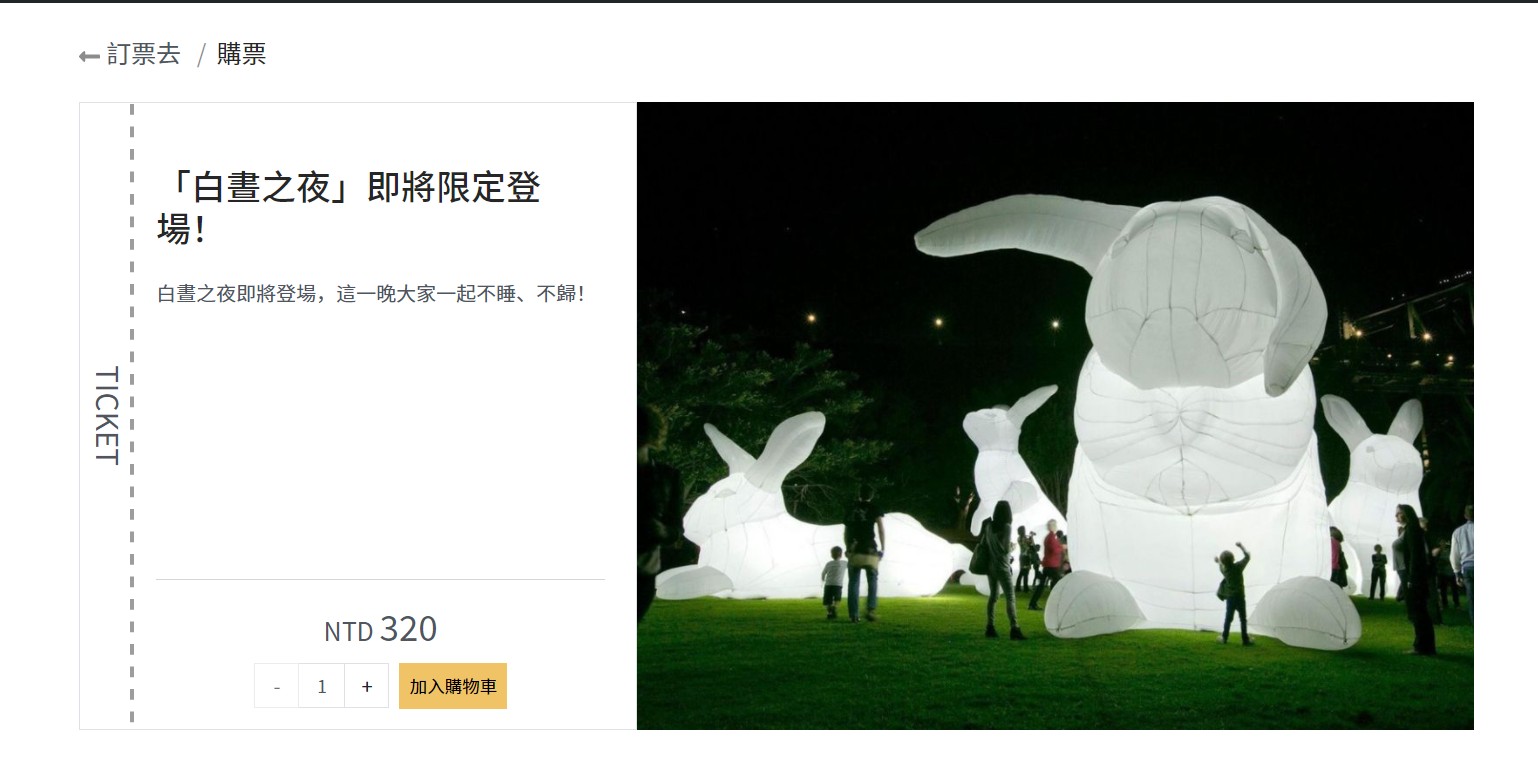 訂票去 / 購票
TICKET
「白晝之夜」即將限定登
場!
白晝之夜即將登場，這一晚大家一起不睡、不歸!
NTD 320
- 1 + 加入購物車